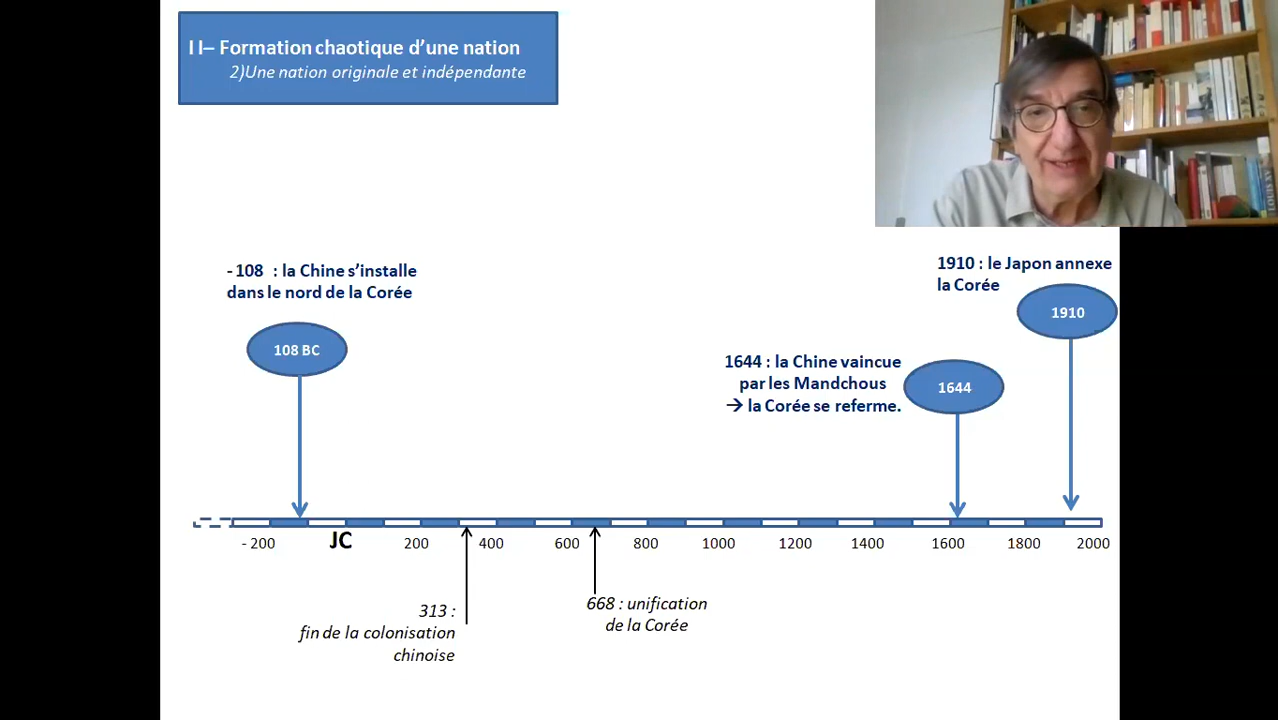 I I– Formation chaotique d’une nation
2)Une nation originale et indépendante
- 108 : la Chine s’installe
dans le nord de la Corée
108 BC
1910 : le Japon annexe
la Corée
1910
1644 : la Chine vaincue
par les Mandchous
→ la Corée se referme.
1644
- 200
JC
200
400
600
800
1000
1200
1400
1600
1800
2000
313 :
fin de la colonisation
chinoise
668 : unification
de la Corée
LOUIS XV